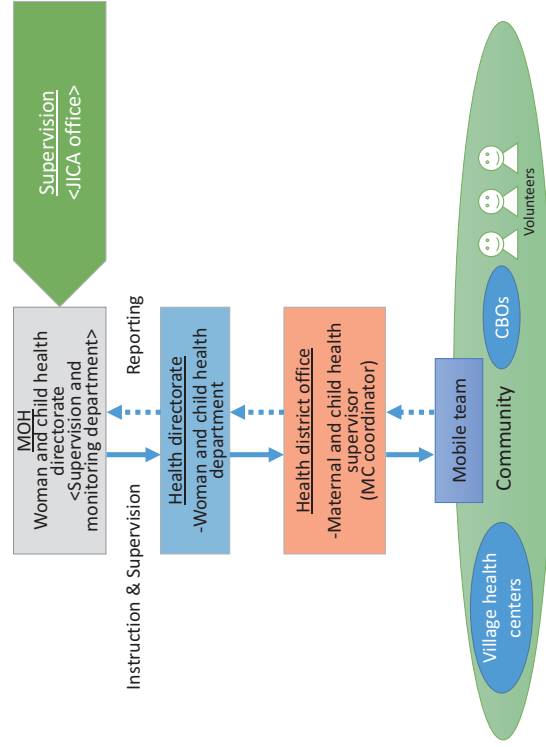 Supervision
<JICA office>
MOH
Woman and child health
directorate
<Supervision and
monitoring department>
Instruction & Supervision
Reporting
Health directorate
-Woman and child health
department
Health district office
-Maternal and child health
supervisor
(MC coordinator)
Mobile team
Community
Village health
centers
CBOs
Volunteers